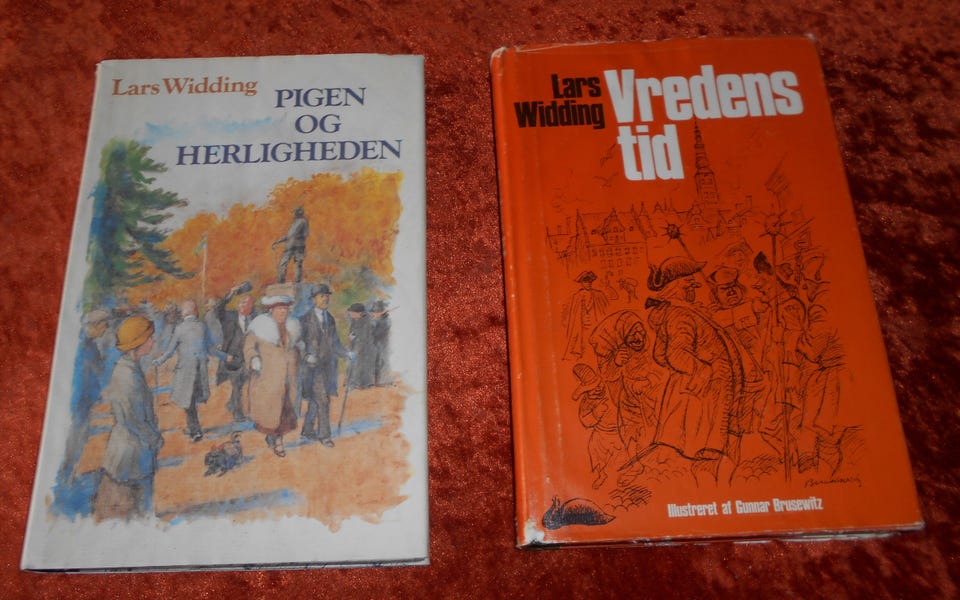 Lars Widding
PIGEN
OG
HERLIGHEDEN
Lars
Widding
Vredens
tid
Illustreret af Gunnar Brusewitz